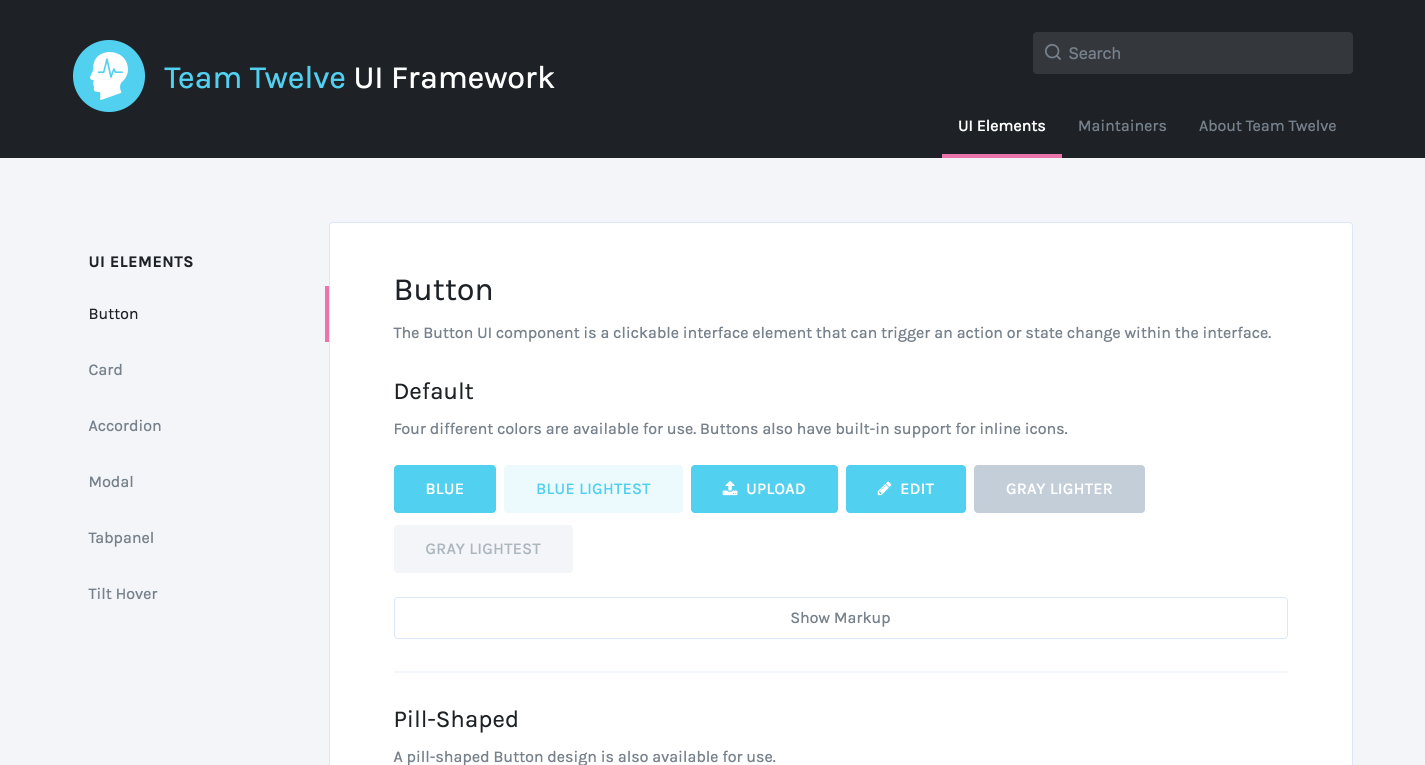 Team Twelve UI Framework
Search
UI Elements
Maintainers
About Team Twelve
UI ELEMENTS
Button
Card
Accordion
Modal
Tabpanel
Tilt Hover
Button
The Button UI component is a clickable interface element that can trigger an action or state change within the interface.
Default
Four different colors are available for use. Buttons also have built-in support for inline icons.
BLUE
BLUE LIGHTEST
UPLOAD
EDIT
GRAY LIGHTER
GRAY LIGHTEST
Show Markup
Pill-Shaped
A pill-shaped Button design is also available for use.